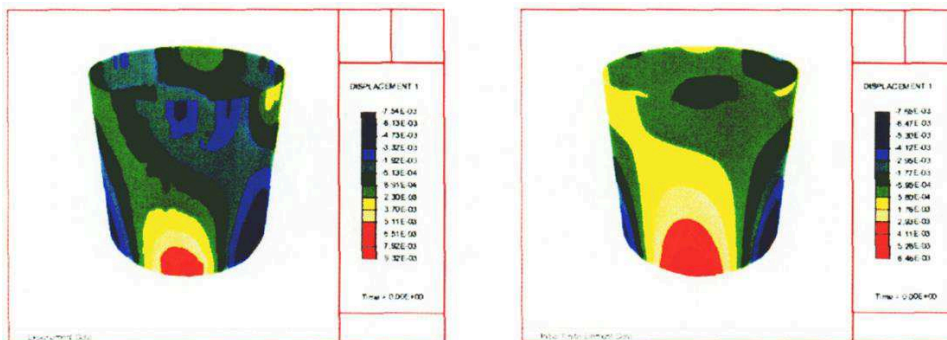 DISPLACEMENT 1
-7.54E-03
-6.13E-03
-4.73E-03
-3.32E-03
-1.92E-03
-5.13E-04
8.91E-04
2.30E-03
3.70E-03
5.11E-03
6.51E-03
7.92E-03
9.32E-03
Time = 0.00E+00
DISPLACEMENT 1
-7.65E-03
-6.47E-03
-5.30E-03
-4.12E-03
-2.95E-03
-1.77E-03
-5.95E-04
5.80E-04
1.76E-03
2.93E-03
4.11E-03
5.28E-03
6.46E-03
Time = 0.00E+00